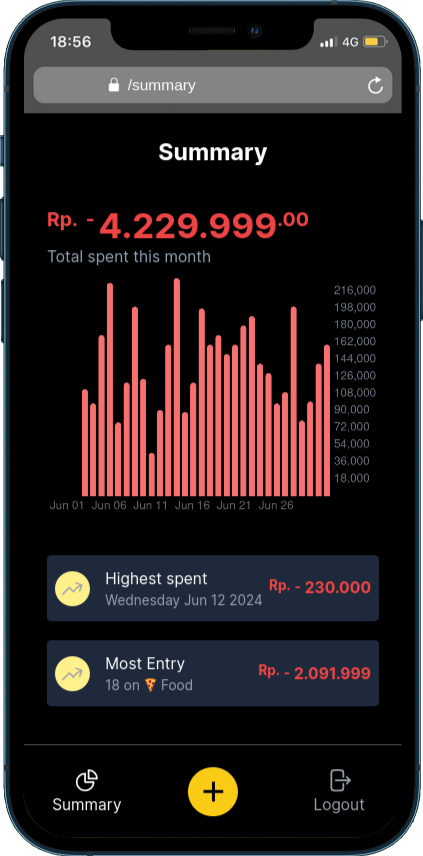 18:56 4G
/summary
Summary
Rp. - 4.229.999.00
Total spent this month
216,000
198,000
180,000
162,000
144,000
126,000
108,000
90,000
72,000
54,000
36,000
18,000
Jun 01 Jun 06 Jun 11 Jun 16 Jun 21 Jun 26
Highest spent
Rp. - 230.000
Wednesday Jun 12 2024
Most Entry
Rp. - 2.091.999
18 on 🍕 Food
Summary
Logout